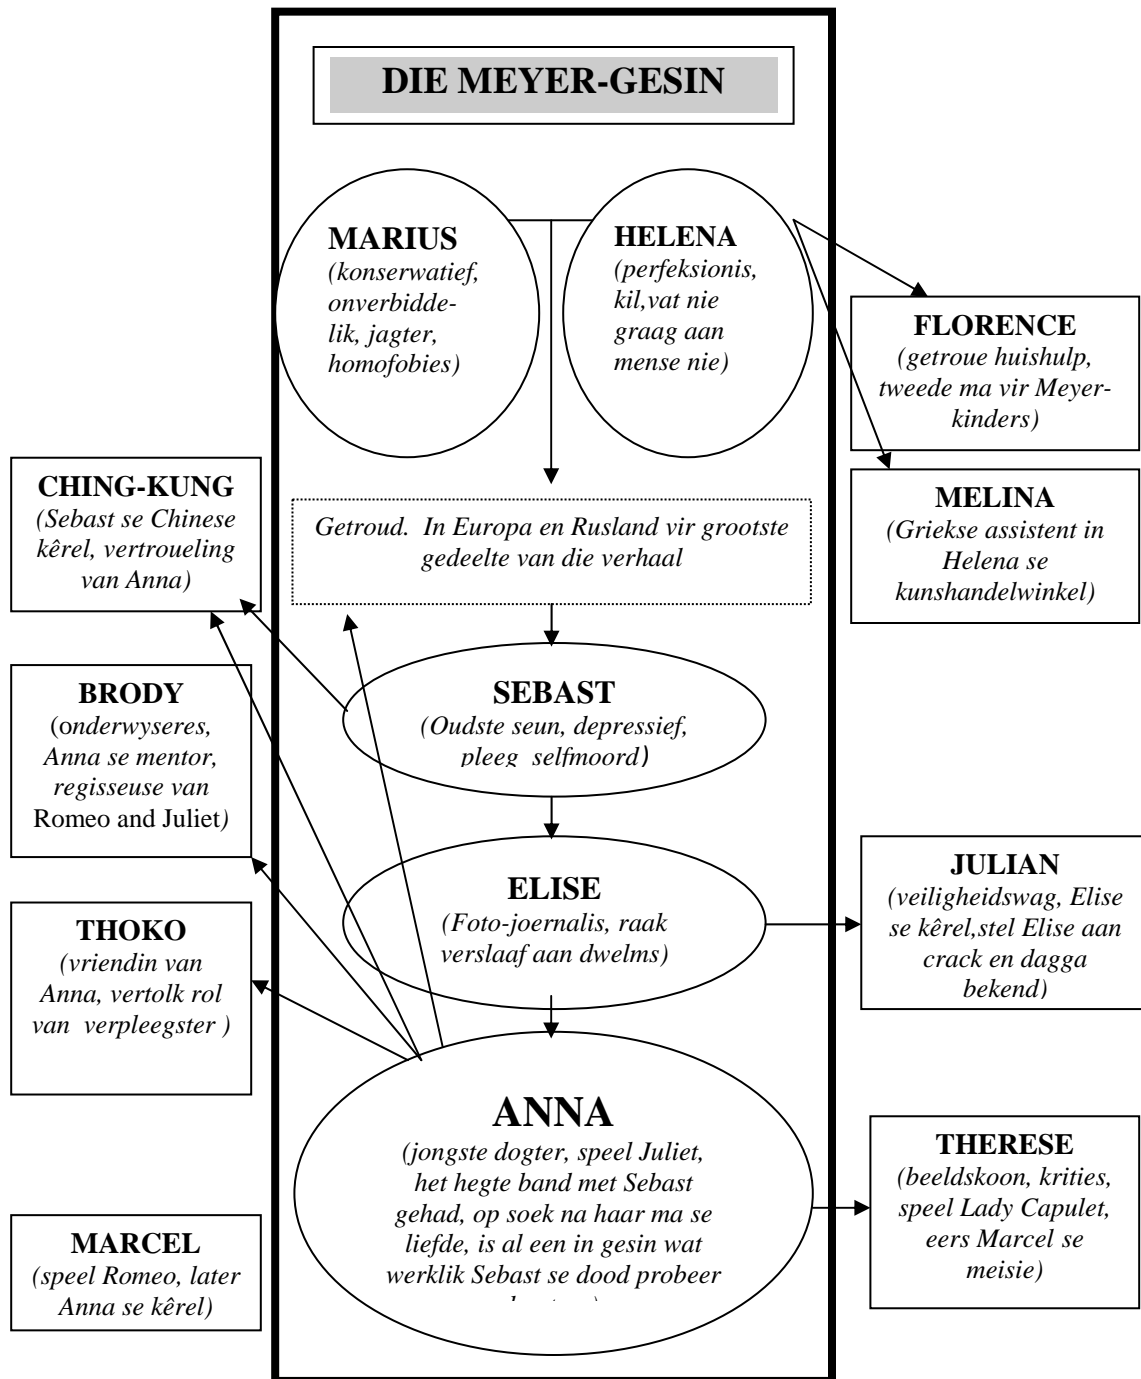 DIE MEYER-GESIN
MARIUS
(konserwatief,
onverbidde-
lik, jagter,
homofobies)
HELENA
(perfeksionis,
kil,vat nie
graag aan
mense nie)
FLORENCE
(getroue huishulp,
tweede ma vir Meyer-
kinders)
CHING-KUNG
(Sebast se Chinese
kêrel, vertroueling
van Anna)
MELINA
(Griekse assistent in
Helena se
kunshandelwinkel)
Getroud. In Europa en Rusland vir grootste
gedeelte van die verhaal
BRODY
(onderwyseres,
Anna se mentor,
regisseuse van
Romeo and Juliet)
SEBAST
(Oudste seun, depressief,
pleeg selfmoord)
ELISE
(Foto-joernalis, raak
verslaaf aan dwelms)
JULIAN
(veiligheidswag, Elise
se kêrel,stel Elise aan
crack en dagga
bekend)
THOKO
(vriendin van
Anna, vertolk rol
van verpleegster )
ANNA
(jongste dogter, speel Juliet,
het hegte band met Sebast
gehad, op soek na haar ma se
liefde, is al een in gesin wat
werklik Sebast se dood probeer
THERESE
(beeldskoon, krities,
speel Lady Capulet,
eers Marcel se
meisie)
MARCEL
(speel Romeo, later
Anna se kêrel)